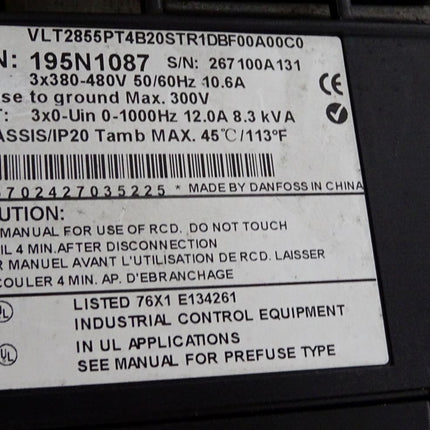 VLT2855PT4B20STR1DBF00A00C0
N: 195N1087 S/N: 267100A131
3x380-480V 50/60Hz 10.6A
se to ground Max. 300V
T: 3x0-Uin 0-1000Hz 12.0A 8.3 kVA
ASSIS/IP20 Tamb MAX. 45°C/113°F
5702427035225 * MADE BY DANFOSS IN CHINA
UTION:
MANUAL FOR USE OF RCD. DO NOT TOUCH
IL 4 MIN.AFTER DISCONNECTION
R MANUEL AVANT L'UTILISATION DE RCD. LAISSER
COULER 4 MIN. AP. D'EBRANCHAGE
LISTED 76X1 E134261
INDUSTRIAL CONTROL EQUIPMENT
UL IN UL APPLICATIONS
SEE MANUAL FOR PREFUSE TYPE